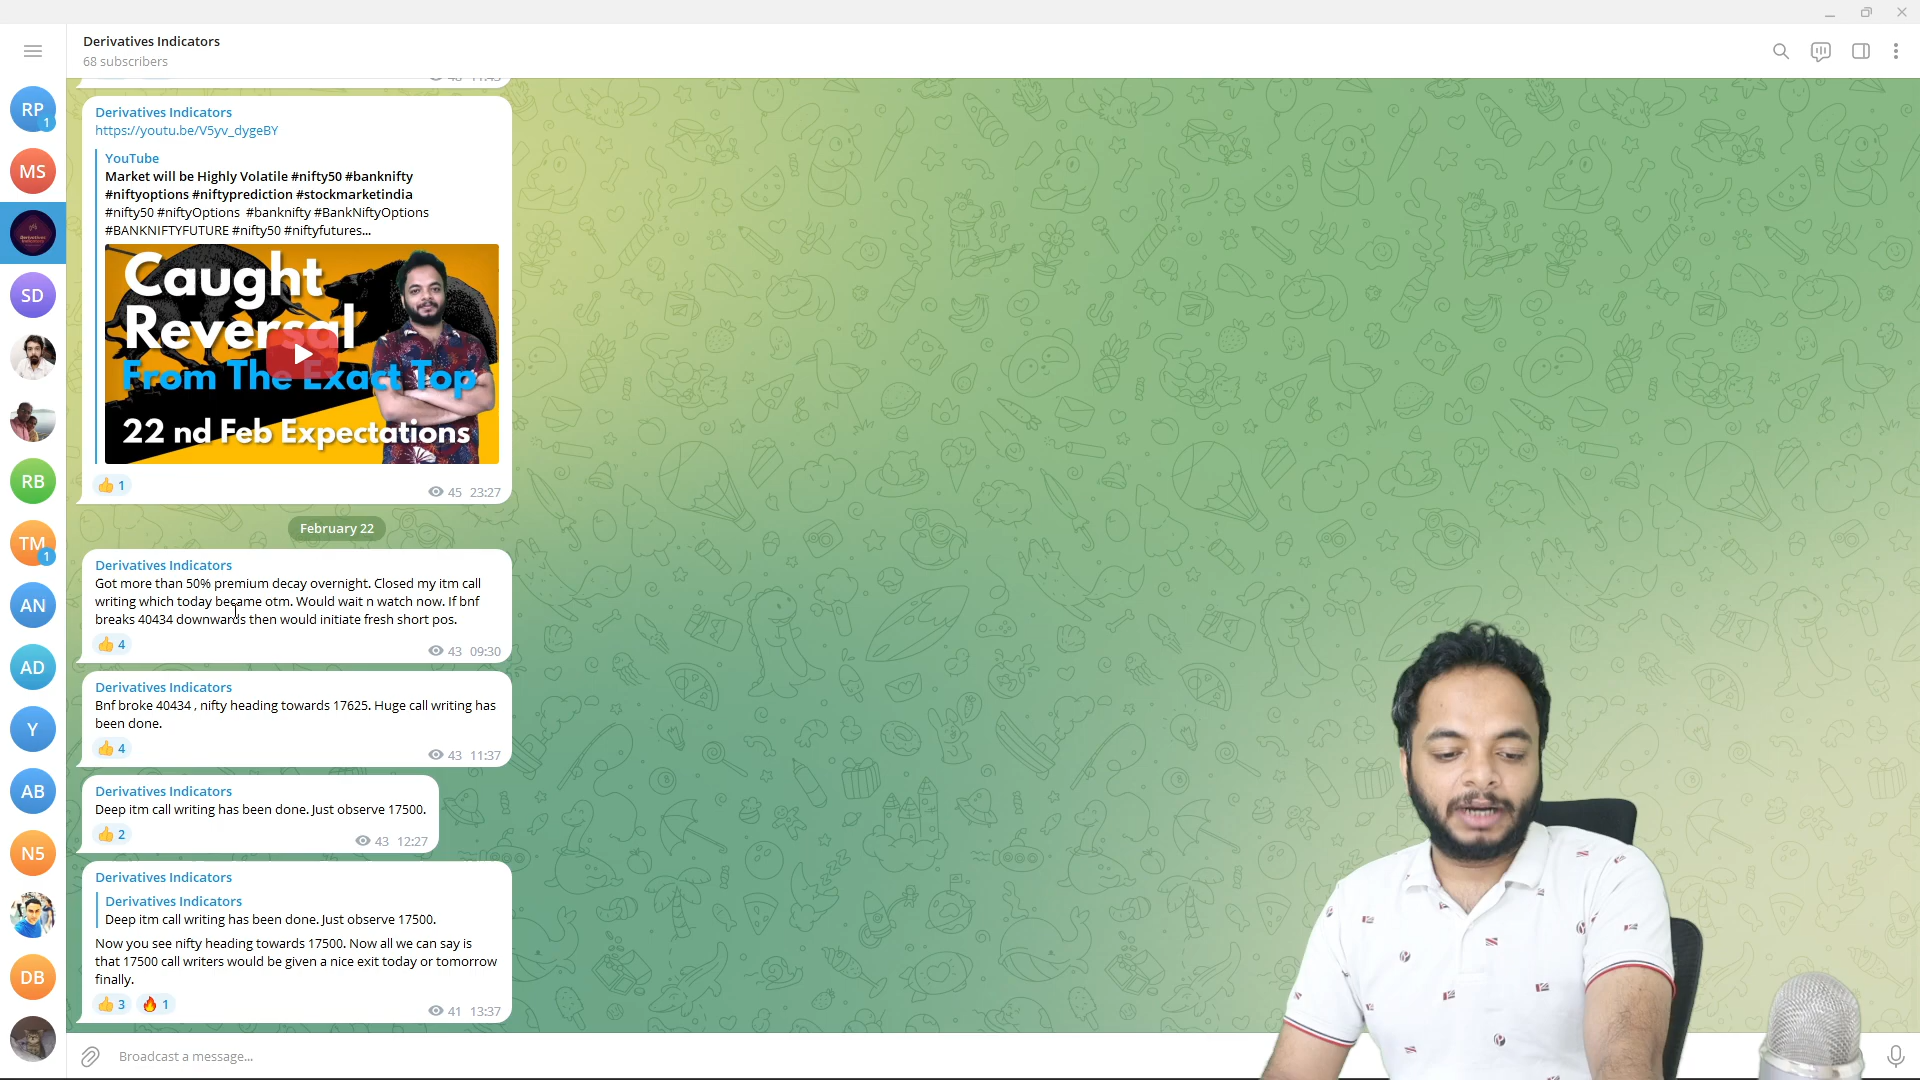 Derivatives Indicators
68 subscribers
RP
1
MS
SD
RB
TM
1
AN
AD
Y
AB
N5
DB
Derivatives Indicators
https://youtu.be/V5yv_dygeBY
YouTube
Market will be Highly Volatile #nifty50 #banknifty
#niftyoptions #niftyprediction #stockmarketindia
#nifty50 #niftyOptions #banknifty #BankNiftyOptions
#BANKNIFTYFUTURE #nifty50 #niftyfutures...
Caught
Reversal
From The Exact Top
22 nd Feb Expectations
👍 1
45 23:27
February 22
Derivatives Indicators
Got more than 50% premium decay overnight. Closed my itm call
writing which today became otm. Would wait n watch now. If bnf
breaks 40434 downwards then would initiate fresh short pos.
👍 4
43 09:30
Derivatives Indicators
Bnf broke 40434 , nifty heading towards 17625. Huge call writing has
been done.
👍 4
43 11:37
Derivatives Indicators
Deep itm call writing has been done. Just observe 17500.
👍 2
43 12:27
Derivatives Indicators
Derivatives Indicators
Deep itm call writing has been done. Just observe 17500.
Now you see nifty heading towards 17500. Now all we can say is
that 17500 call writers would be given a nice exit today or tomorrow
finally.
👍 3 🔥 1
41 13:37
Broadcast a message...